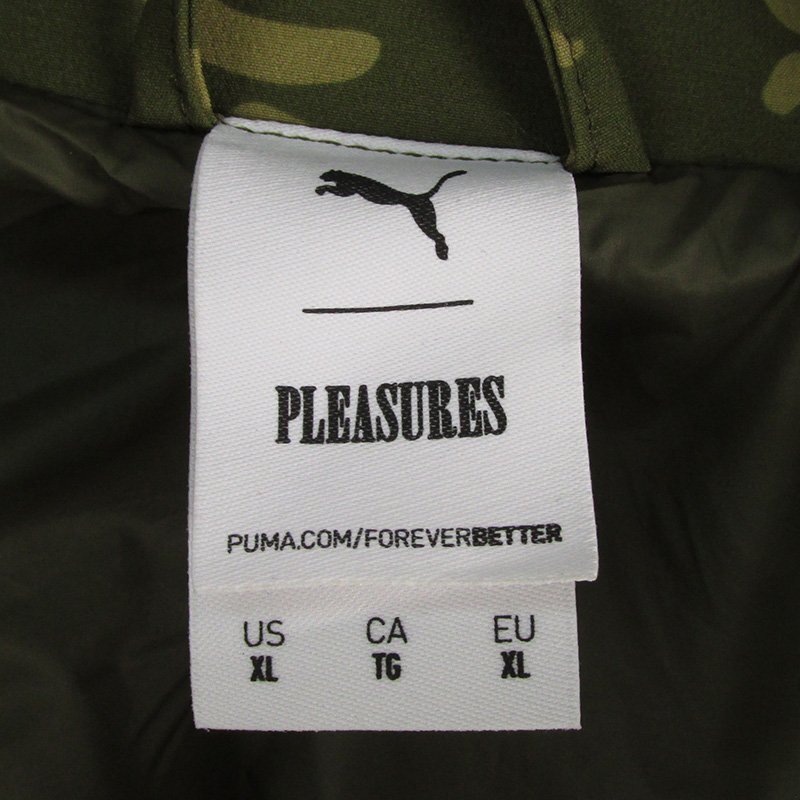 PLEASURES
PUMA.COM/FOREVERBETTER
US CA EU
XL TG XL